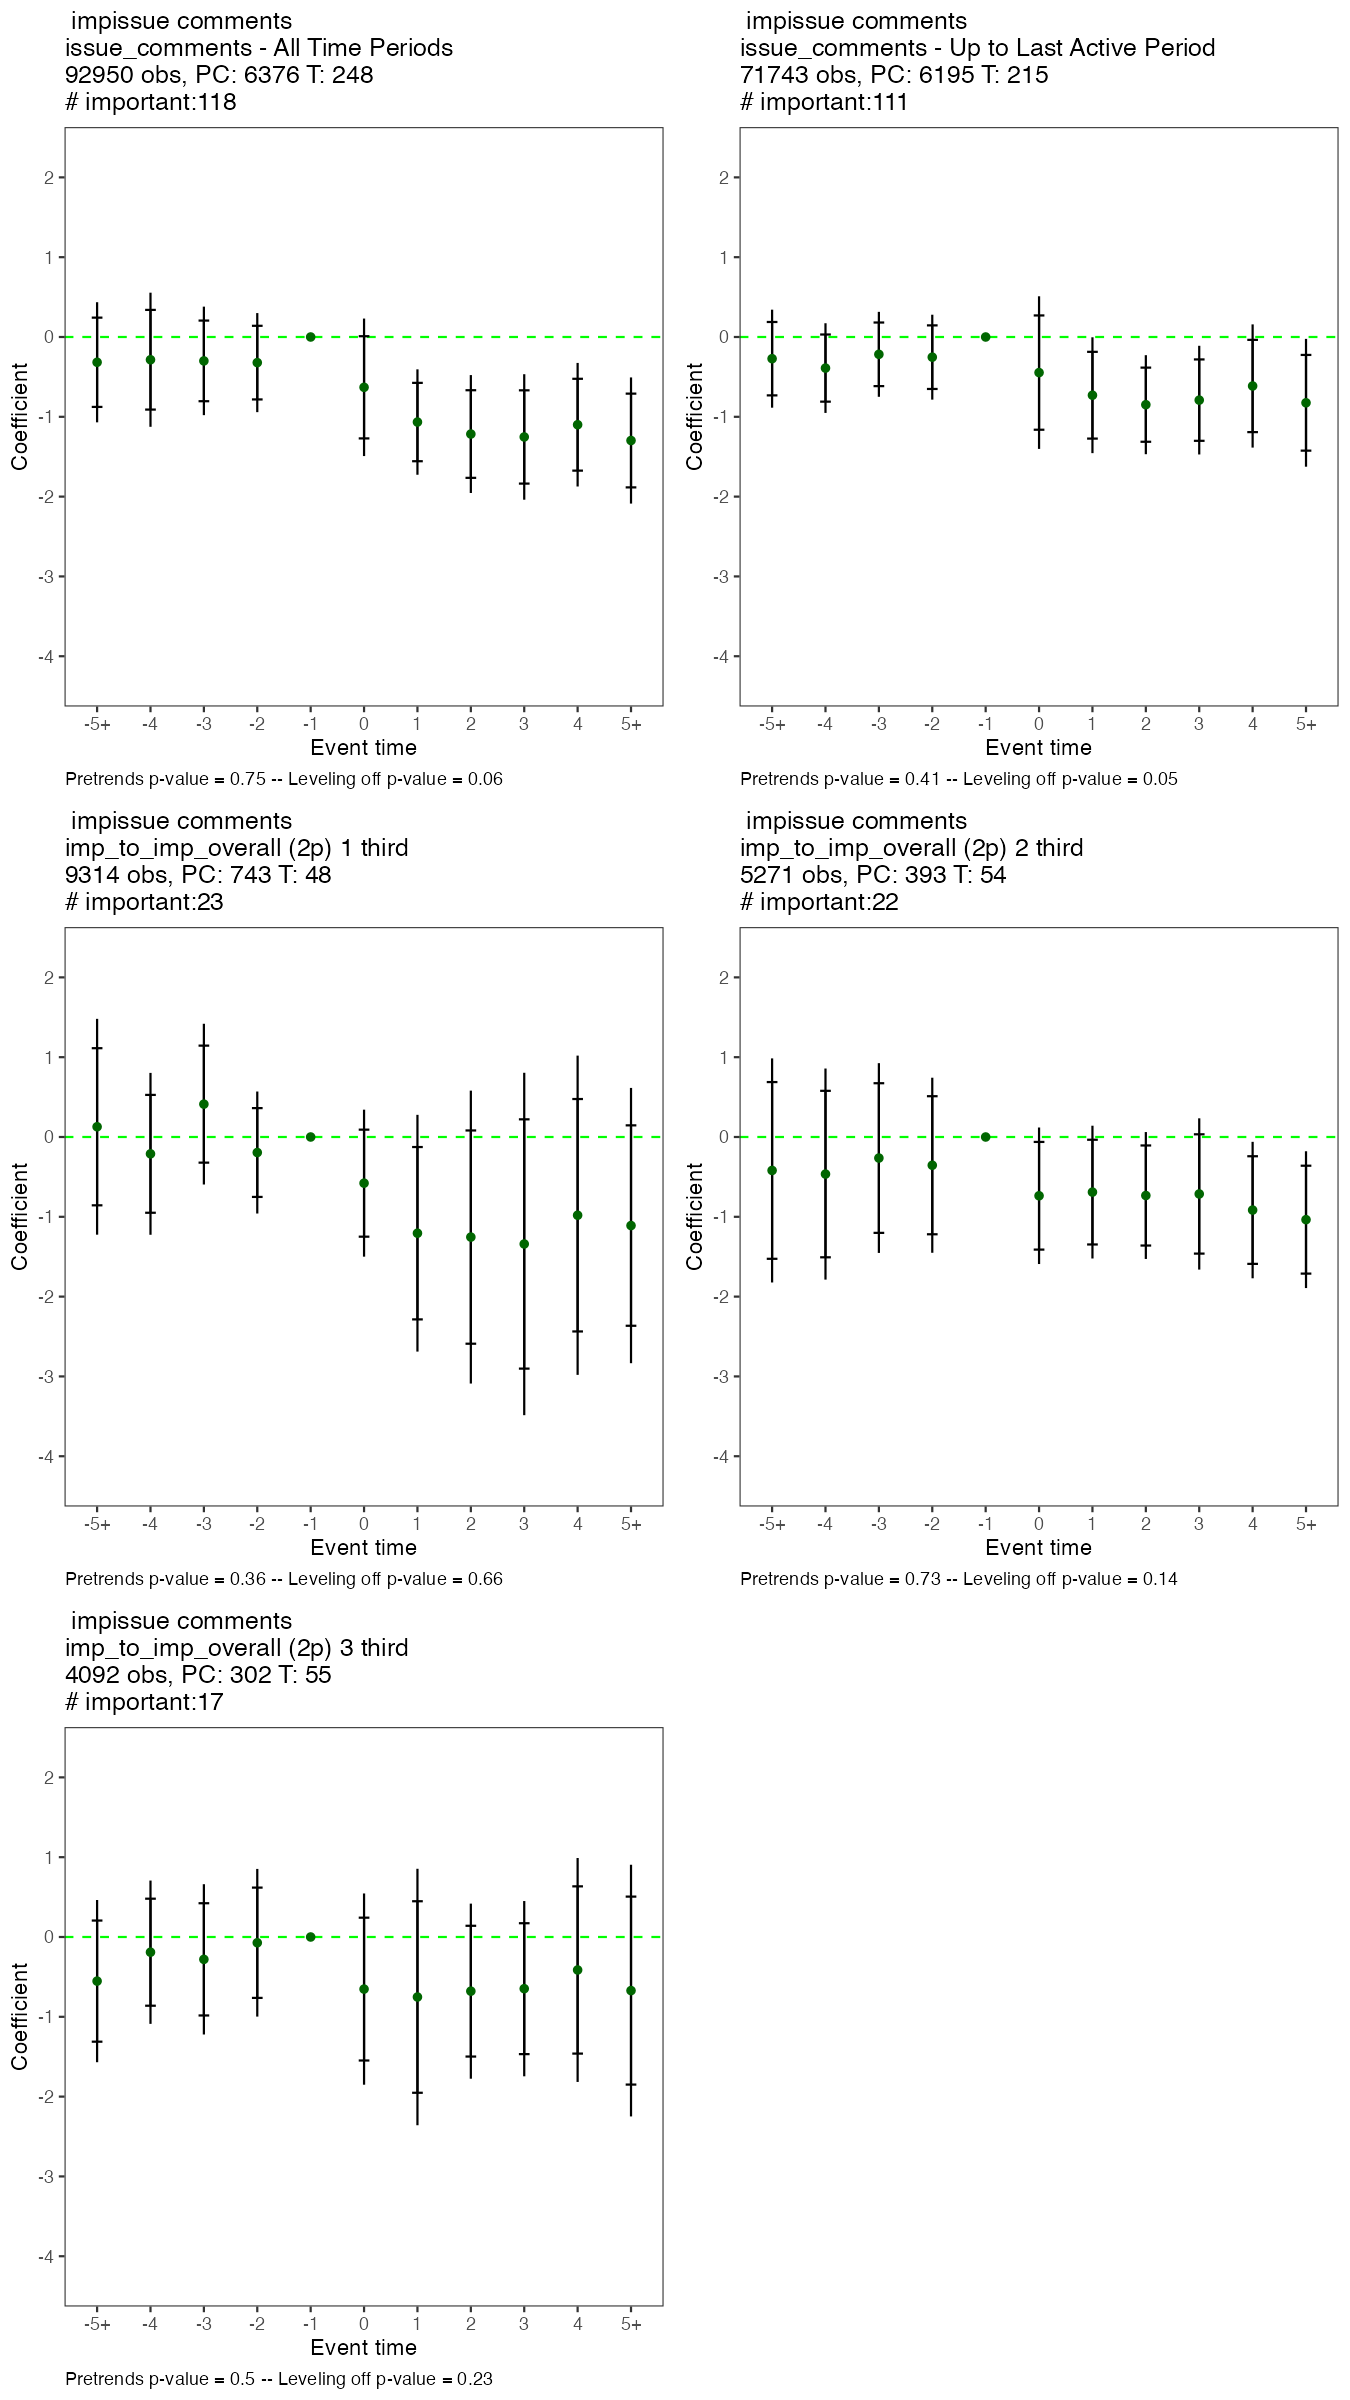 impissue comments
issue_comments - All Time Periods
92950 obs, PC: 6376 T: 248
# important:118
2
1
0
-1
-2
-3
-4
Coefficient
-5+ -4 -3 -2 -1 0 1 2 3 4 5+
Event time
Pretrends p-value = 0.75 -- Leveling off p-value = 0.06
impissue comments
issue_comments - Up to Last Active Period
71743 obs, PC: 6195 T: 215
# important:111
2
1
0
-1
-2
-3
-4
Coefficient
-5+ -4 -3 -2 -1 0 1 2 3 4 5+
Event time
Pretrends p-value = 0.41 -- Leveling off p-value = 0.05
impissue comments
imp_to_imp_overall (2p) 1 third
9314 obs, PC: 743 T: 48
# important:23
2
1
0
-1
-2
-3
-4
Coefficient
-5+ -4 -3 -2 -1 0 1 2 3 4 5+
Event time
Pretrends p-value = 0.36 -- Leveling off p-value = 0.66
impissue comments
imp_to_imp_overall (2p) 2 third
5271 obs, PC: 393 T: 54
# important:22
2
1
0
-1
-2
-3
-4
Coefficient
-5+ -4 -3 -2 -1 0 1 2 3 4 5+
Event time
Pretrends p-value = 0.73 -- Leveling off p-value = 0.14
impissue comments
imp_to_imp_overall (2p) 3 third
4092 obs, PC: 302 T: 55
# important:17
2
1
0
-1
-2
-3
-4
Coefficient
-5+ -4 -3 -2 -1 0 1 2 3 4 5+
Event time
Pretrends p-value = 0.5 -- Leveling off p-value = 0.23